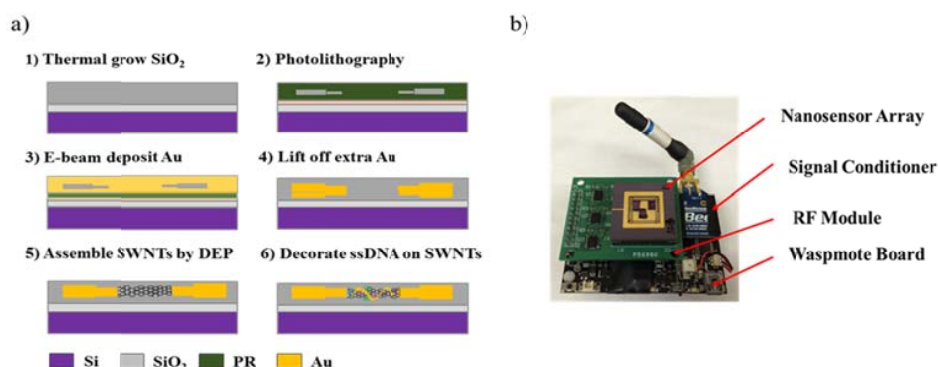 a)
1) Thermal grow SiO₂
2) Photolithography
3) E-beam deposit Au
4) Lift off extra Au
5) Assemble SWNTs by DEP
6) Decorate ssDNA on SWNTs
Si SiO₂ PR Au
b)
Nanosensor Array
Signal Conditioner
RF Module
Waspmote Board
Bee